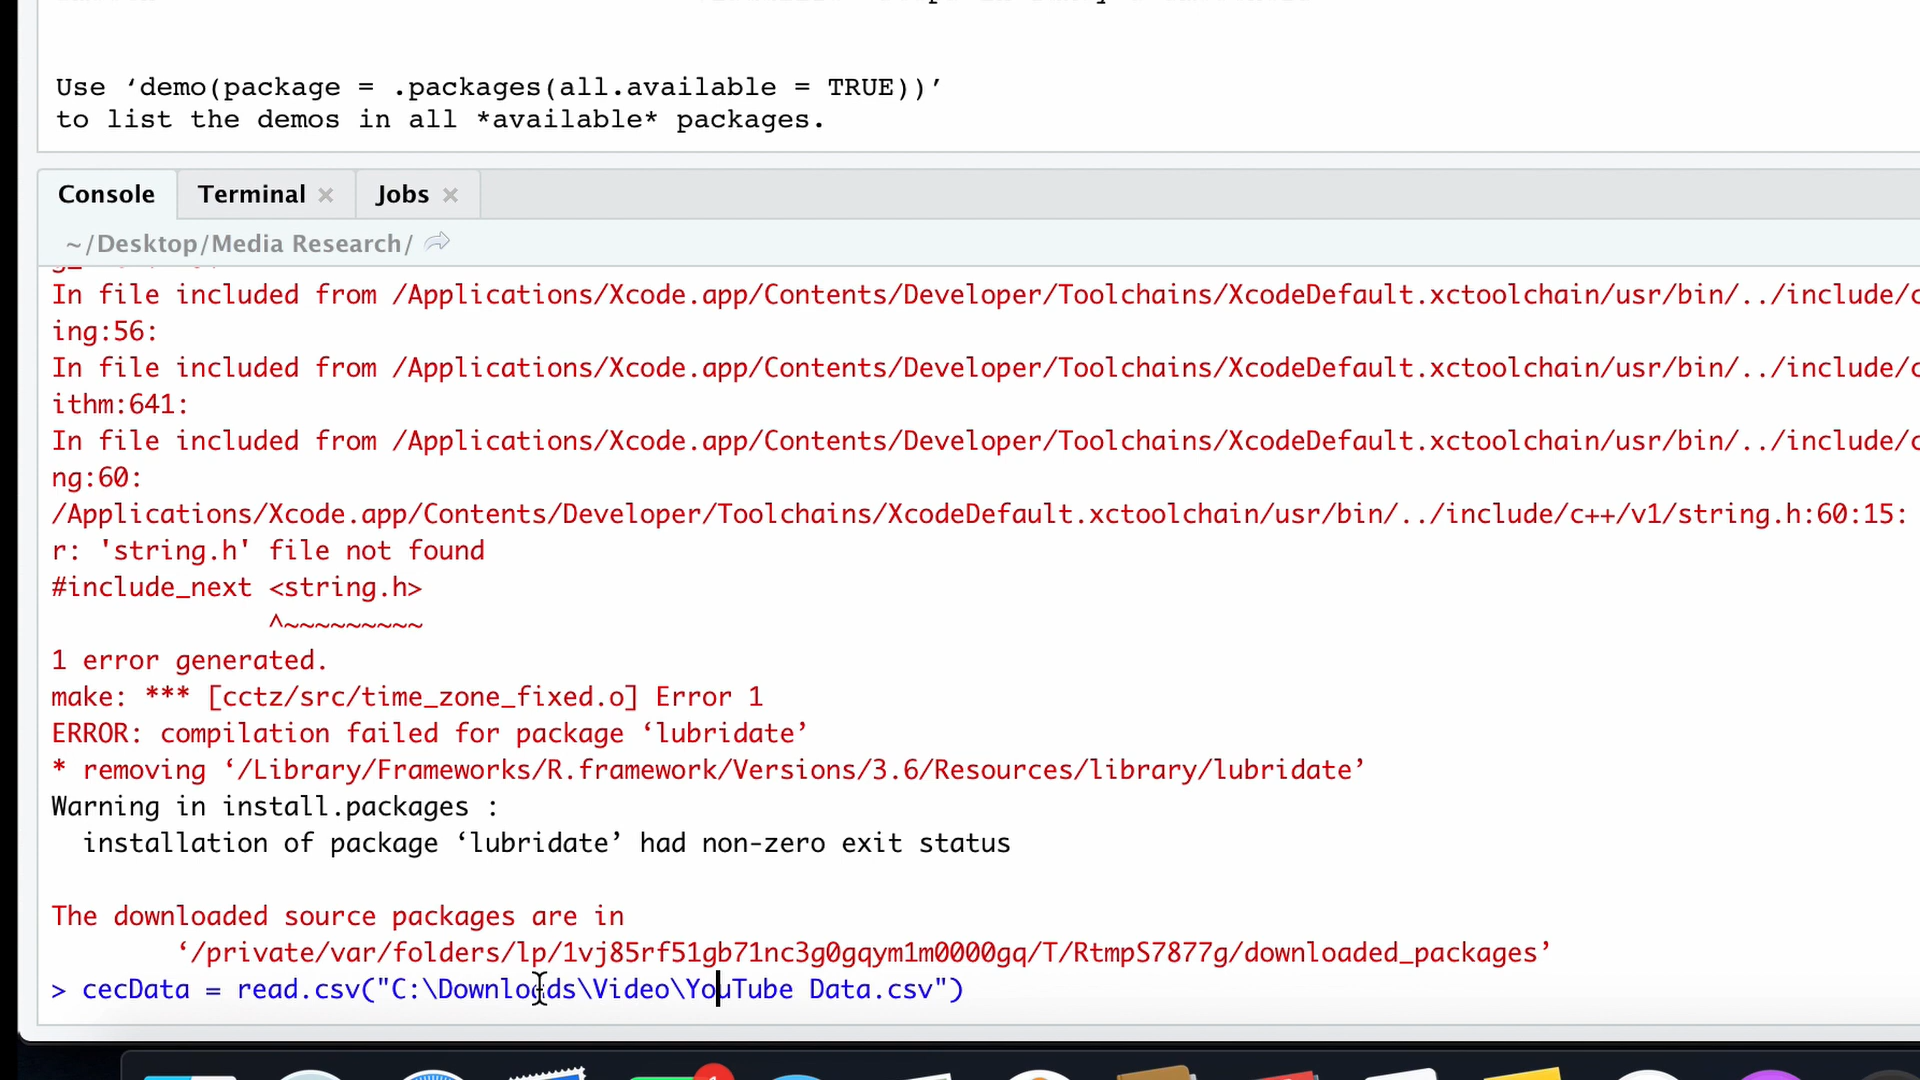 Use ‘demo(package = .packages(all.available = TRUE))’
to list the demos in all *available* packages.
Console
Terminal
Jobs
~/Desktop/Media Research/
In file included from /Applications/Xcode.app/Contents/Developer/Toolchains/XcodeDefault.xctoolchain/usr/bin/../include/c
ing:56:
In file included from /Applications/Xcode.app/Contents/Developer/Toolchains/XcodeDefault.xctoolchain/usr/bin/../include/c
ithm:641:
In file included from /Applications/Xcode.app/Contents/Developer/Toolchains/XcodeDefault.xctoolchain/usr/bin/../include/c
ng:60:
/Applications/Xcode.app/Contents/Developer/Toolchains/XcodeDefault.xctoolchain/usr/bin/../include/c++/v1/string.h:60:15:
r: 'string.h' file not found
#include_next <string.h>
^~~~~~~~~~
1 error generated.
make: *** [cctz/src/time_zone_fixed.o] Error 1
ERROR: compilation failed for package ‘lubridate’
* removing ‘/Library/Frameworks/R.framework/Versions/3.6/Resources/library/lubridate’
Warning in install.packages :
installation of package ‘lubridate’ had non-zero exit status
The downloaded source packages are in
‘/private/var/folders/lp/1vj85rf51gb71nc3g0gqym1m0000gq/T/RtmpS7877g/downloaded_packages’
> cecData = read.csv("C:\Downloads\Video\YouTube Data.csv")